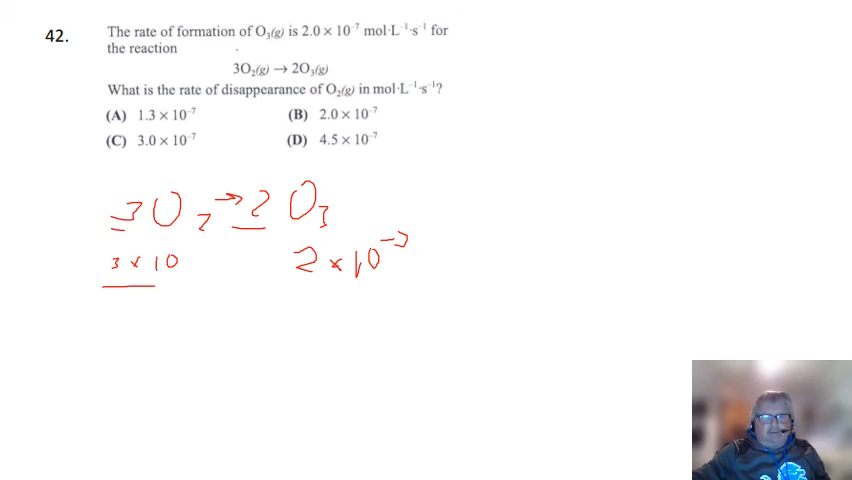 42. The rate of formation of O₃(g) is 2.0 × 10⁻⁷ mol·L⁻¹·s⁻¹ for
the reaction
3O₂(g) → 2O₃(g)
What is the rate of disappearance of O₂(g) in mol·L⁻¹·s⁻¹?
(A) 1.3 × 10⁻⁷ (B) 2.0 × 10⁻⁷
(C) 3.0 × 10⁻⁷ (D) 4.5 × 10⁻⁷
3O₂ → 2 O₃
3 × 10 2 × 10⁻⁷